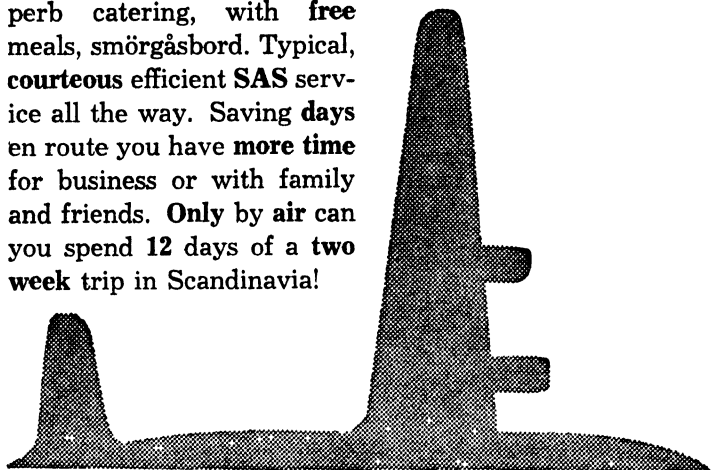 perb catering, with free
meals, smörgåsbord. Typical,
courteous efficient SAS serv-
ice all the way. Saving days
en route you have more time
for business or with family
and friends. Only by air can
you spend 12 days of a two
week trip in Scandinavia!